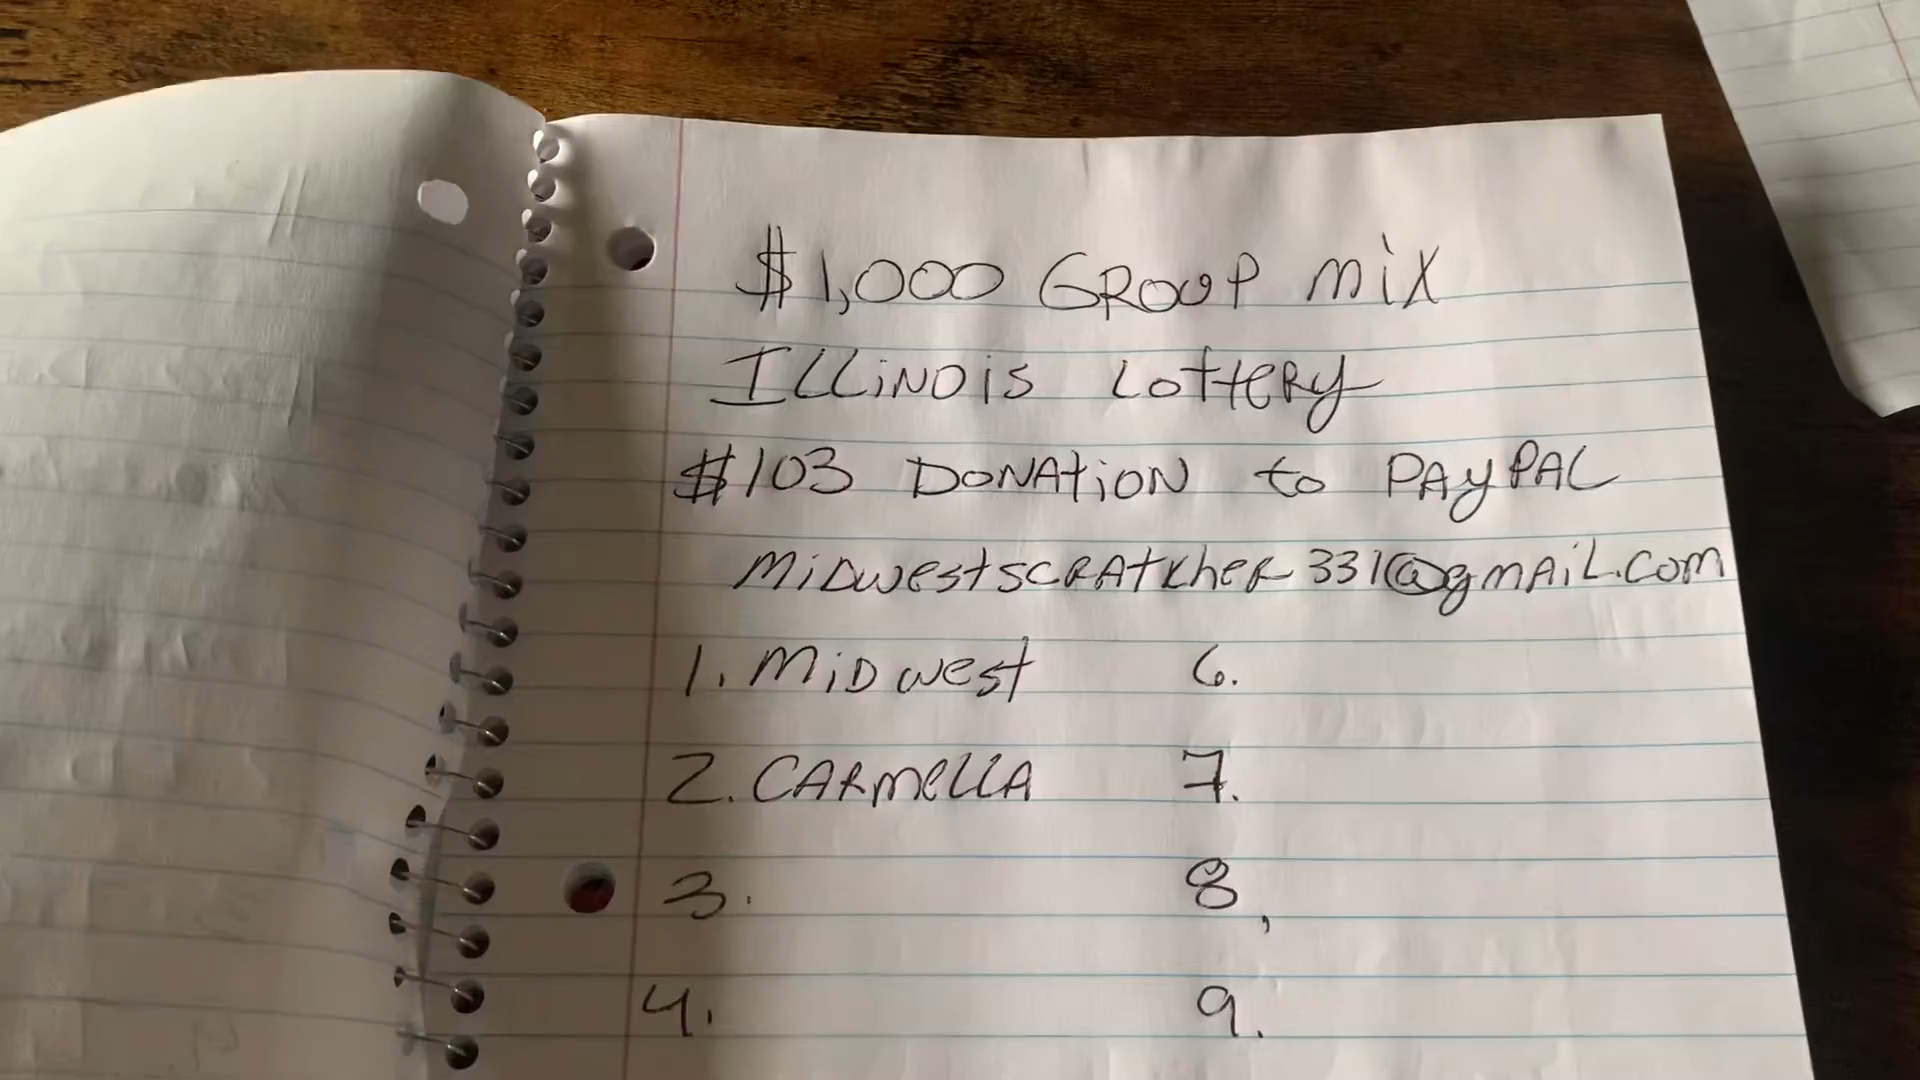 $1,000 GROUP MIX
ILLINOIS LOTTERY
$103 DONATION to PAYPAL
MIDWESTSCRATCHER331@gmail.com
1. MIDWEST 6.
2. CARMELLA 7.
3. 8,
4. 9.